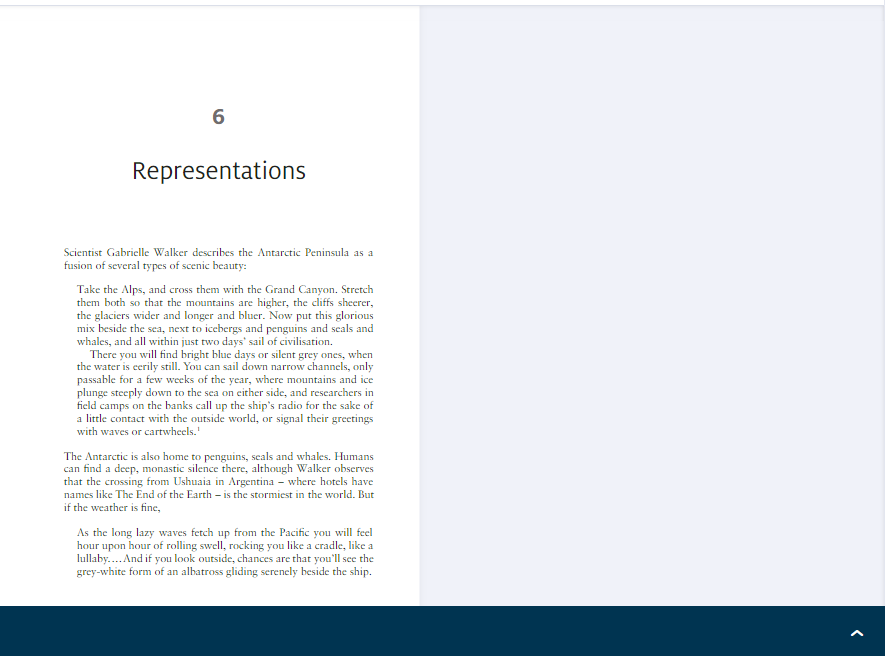 6
Representations
Scientist Gabrielle Walker describes the Antarctic Peninsula as a
fusion of several types of scenic beauty:
Take the Alps, and cross them with the Grand Canyon. Stretch
them both so that the mountains are higher, the cliffs sheerer,
the glaciers wider and longer and bluer. Now put this glorious
mix beside the sea, next to icebergs and penguins and seals and
whales, and all within just two days’ sail of civilisation.
There you will find bright blue days or silent grey ones, when
the water is eerily still. You can sail down narrow channels, only
passable for a few weeks of the year, where mountains and ice
plunge steeply down to the sea on either side, and researchers in
field camps on the banks call up the ship’s radio for the sake of
a little contact with the outside world, or signal their greetings
with waves or cartwheels.¹
The Antarctic is also home to penguins, seals and whales. Humans
can find a deep, monastic silence there, although Walker observes
that the crossing from Ushuaia in Argentina – where hotels have
names like The End of the Earth – is the stormiest in the world. But
if the weather is fine,
As the long lazy waves fetch up from the Pacific you will feel
hour upon hour of rolling swell, rocking you like a cradle, like a
lullaby.… And if you look outside, chances are that you’ll see the
grey-white form of an albatross gliding serenely beside the ship.